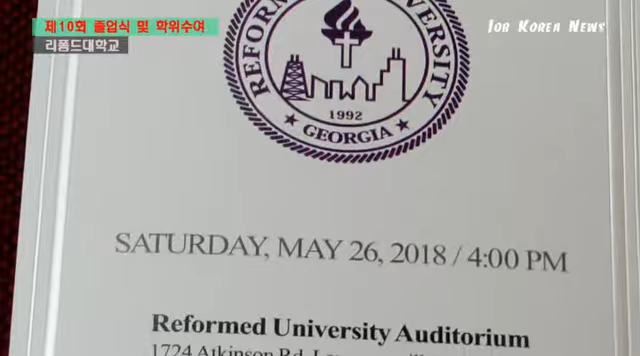 제10회 졸업식 및 학위수여
리폼드대학교
JOB KOREA NEWS
REFORMED UNIVERSITY
1992
GEORGIA
SATURDAY, MAY 26, 2018 / 4:00 PM
Reformed University Auditorium
1724 Atkinson Rd.